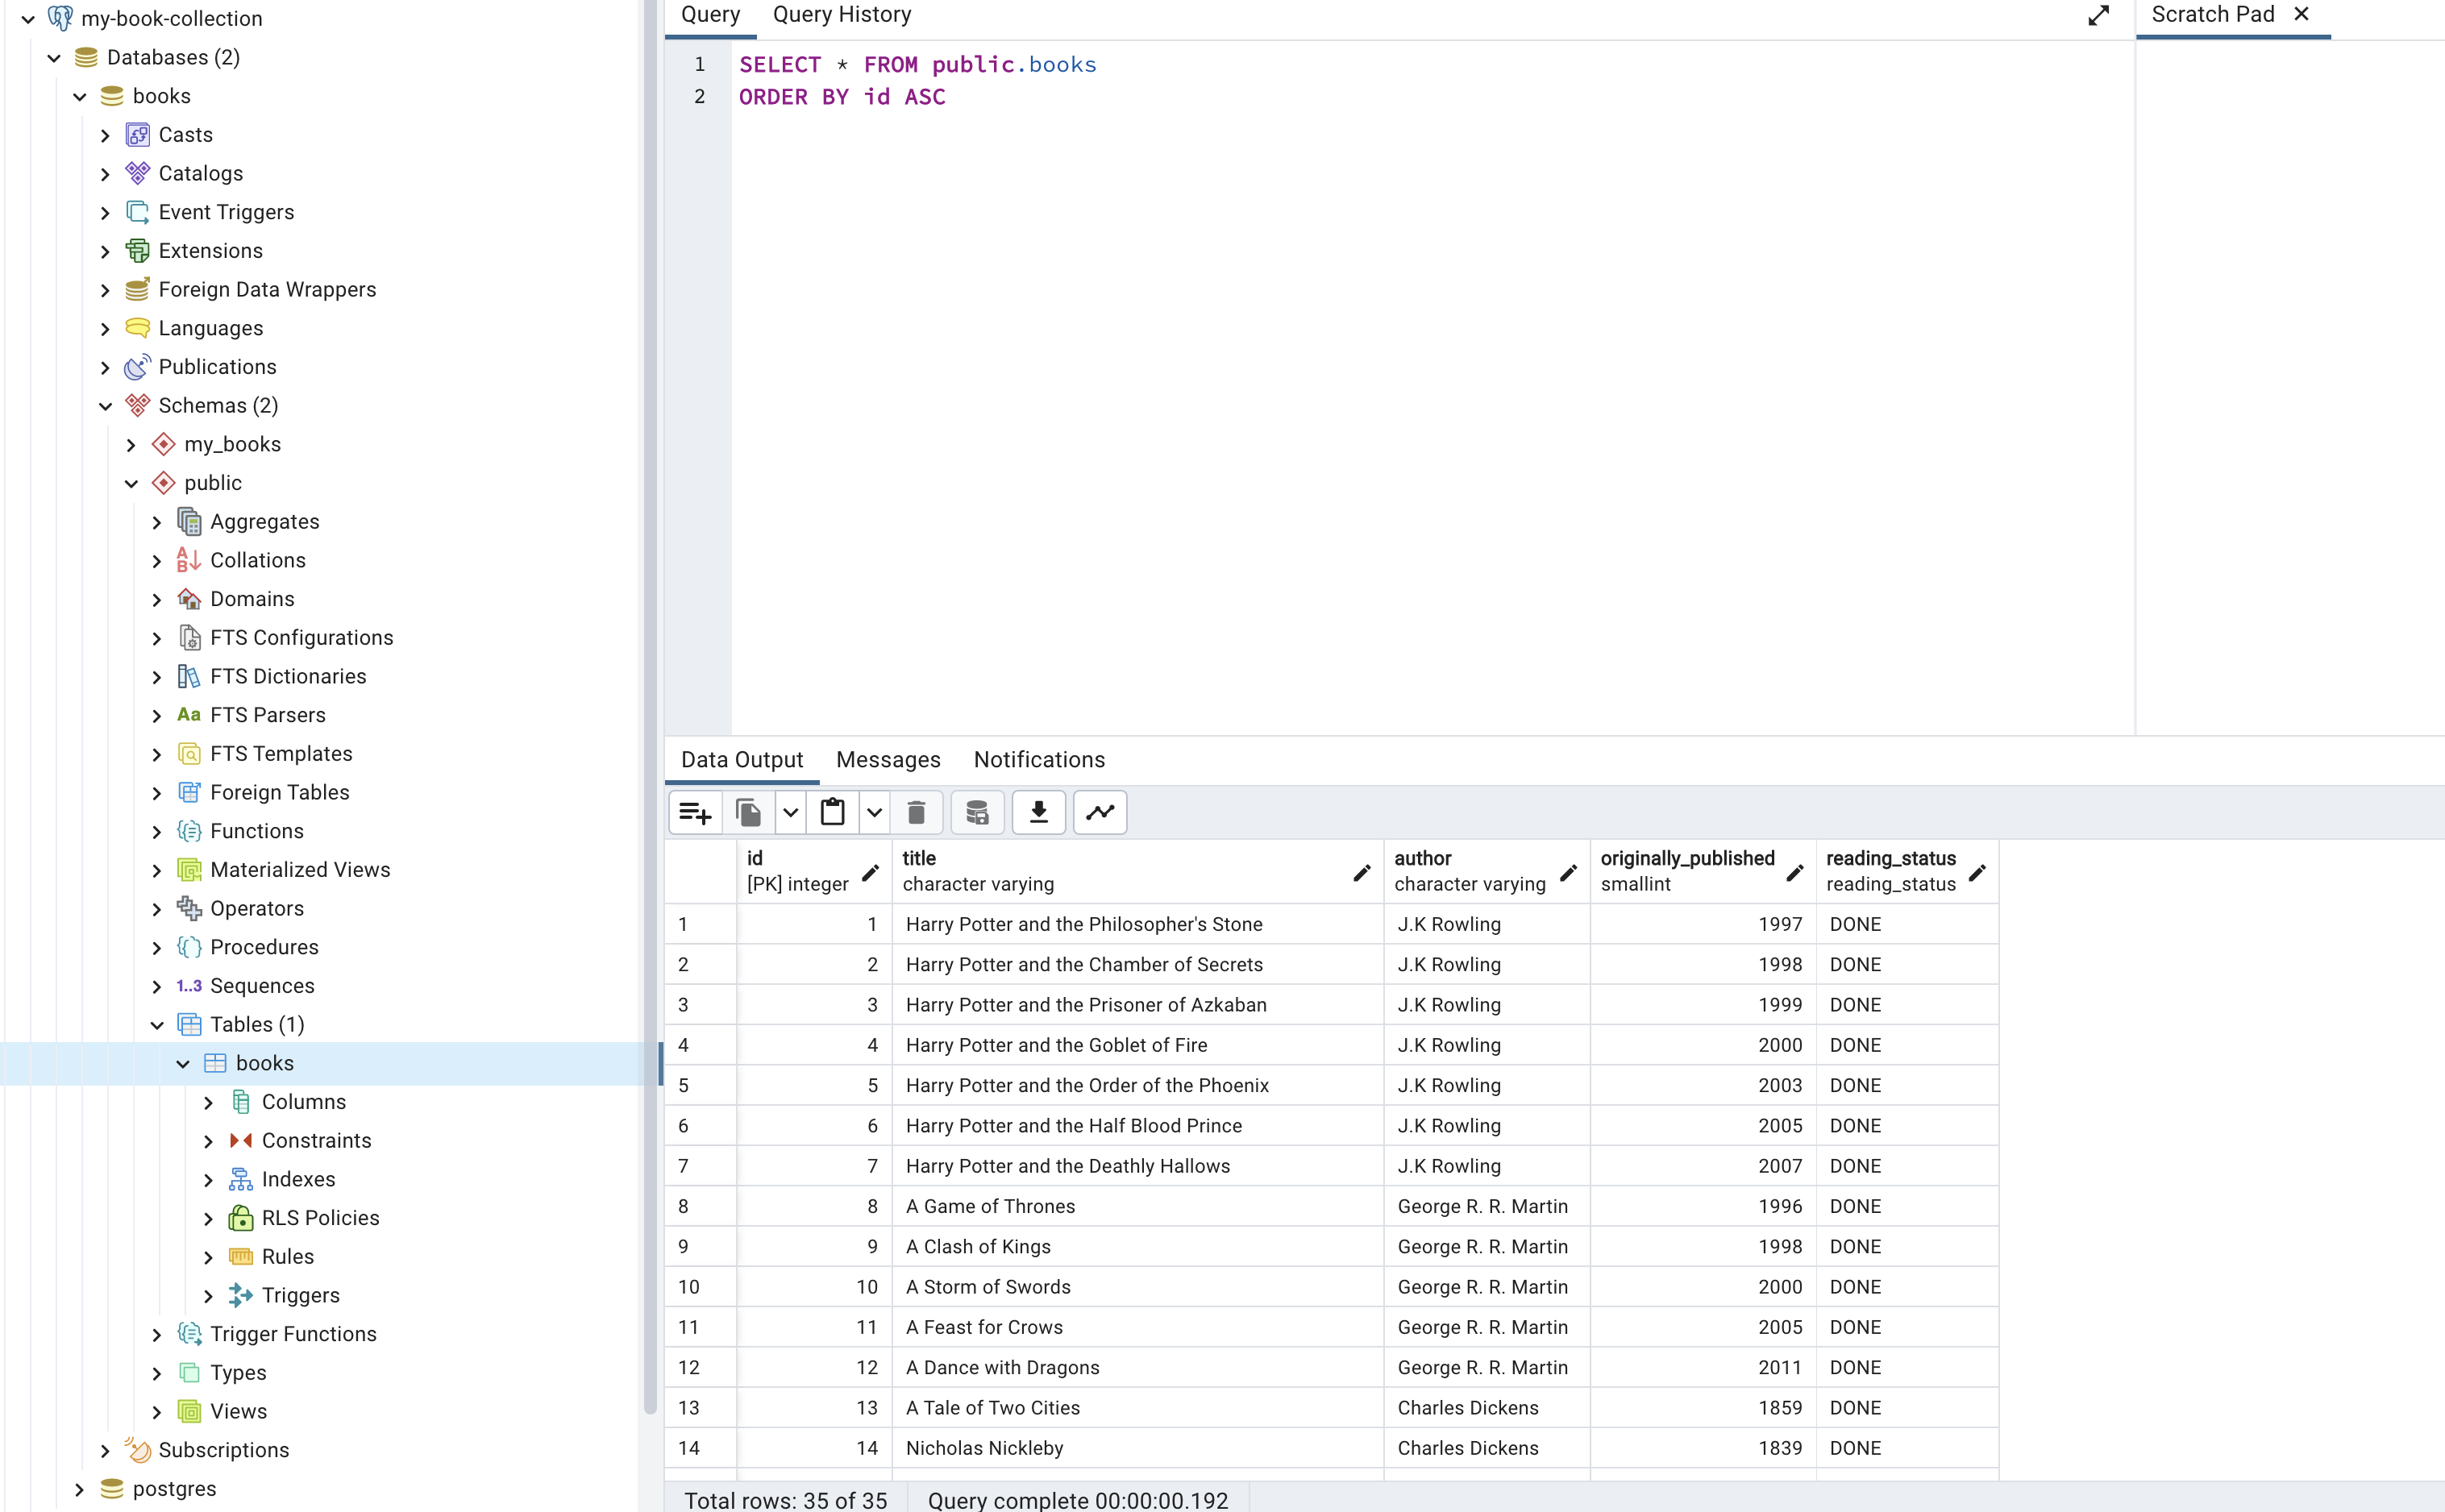 my-book-collection
Databases (2)
books
Casts
Catalogs
Event Triggers
Extensions
Foreign Data Wrappers
Languages
Publications
Schemas (2)
my_books
public
Aggregates
Collations
Domains
FTS Configurations
FTS Dictionaries
Aa FTS Parsers
FTS Templates
Foreign Tables
Functions
Materialized Views
Operators
Procedures
1..3 Sequences
Tables (1)
books
Columns
Constraints
Indexes
RLS Policies
Rules
Triggers
Trigger Functions
Types
Views
Subscriptions
postgres
Query Query History
Scratch Pad
1 SELECT * FROM public.books
2 ORDER BY id ASC
Data Output Messages Notifications
id title author originally_published reading_status
[PK] integer character varying character varying smallint reading_status
1 1 Harry Potter and the Philosopher's Stone J.K Rowling 1997 DONE
2 2 Harry Potter and the Chamber of Secrets J.K Rowling 1998 DONE
3 3 Harry Potter and the Prisoner of Azkaban J.K Rowling 1999 DONE
4 4 Harry Potter and the Goblet of Fire J.K Rowling 2000 DONE
5 5 Harry Potter and the Order of the Phoenix J.K Rowling 2003 DONE
6 6 Harry Potter and the Half Blood Prince J.K Rowling 2005 DONE
7 7 Harry Potter and the Deathly Hallows J.K Rowling 2007 DONE
8 8 A Game of Thrones George R. R. Martin 1996 DONE
9 9 A Clash of Kings George R. R. Martin 1998 DONE
10 10 A Storm of Swords George R. R. Martin 2000 DONE
11 11 A Feast for Crows George R. R. Martin 2005 DONE
12 12 A Dance with Dragons George R. R. Martin 2011 DONE
13 13 A Tale of Two Cities Charles Dickens 1859 DONE
14 14 Nicholas Nickleby Charles Dickens 1839 DONE
Total rows: 35 of 35 Query complete 00:00:00.192